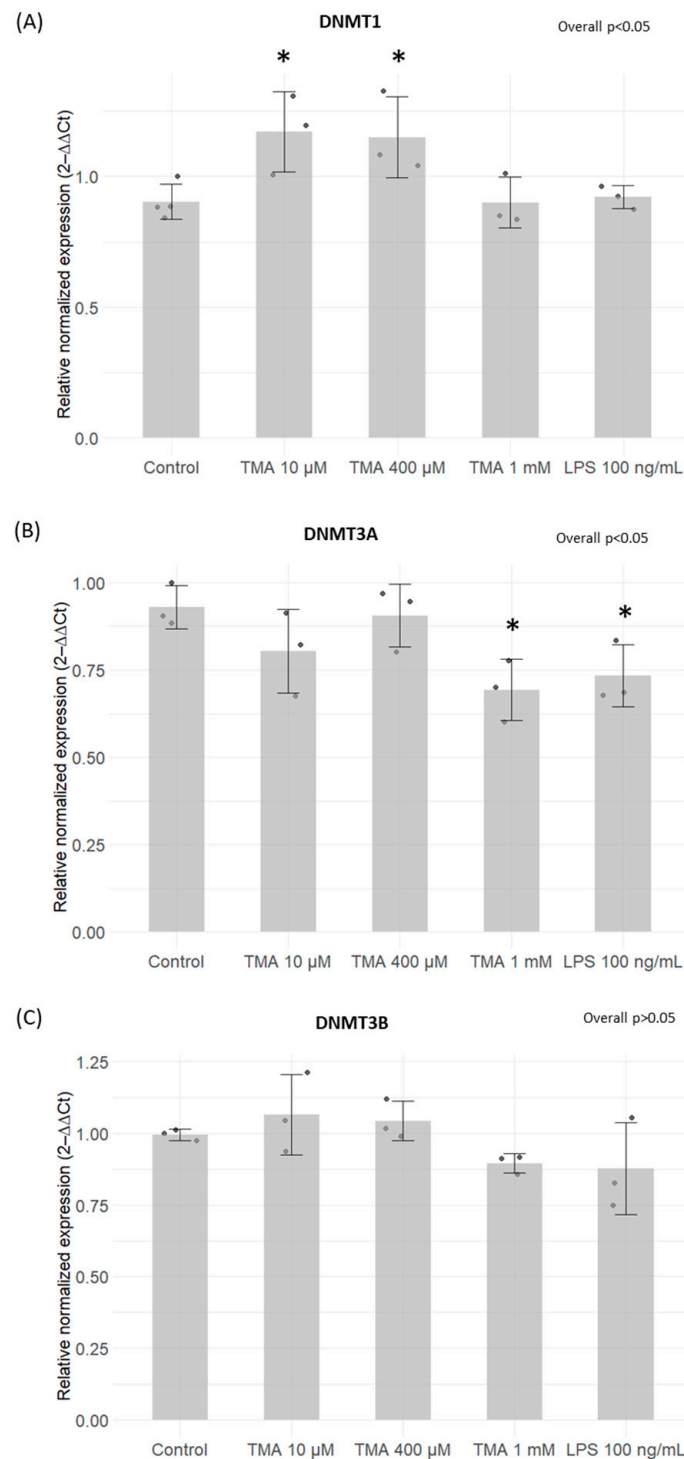 (A)
DNMT1
Overall p<0.05
* *
Relative normalized expression (2–ΔΔCt)
1.0
0.5
0.0
Control TMA 10 µM TMA 400 µM TMA 1 mM LPS 100 ng/mL
(B)
DNMT3A
Overall p<0.05
* *
Relative normalized expression (2–ΔΔCt)
1.00
0.75
0.50
0.25
0.00
Control TMA 10 µM TMA 400 µM TMA 1 mM LPS 100 ng/mL
(C)
DNMT3B
Overall p>0.05
Relative normalized expression (2–ΔΔCt)
1.25
1.00
0.75
0.50
0.25
0.00
Control TMA 10 µM TMA 400 µM TMA 1 mM LPS 100 ng/mL